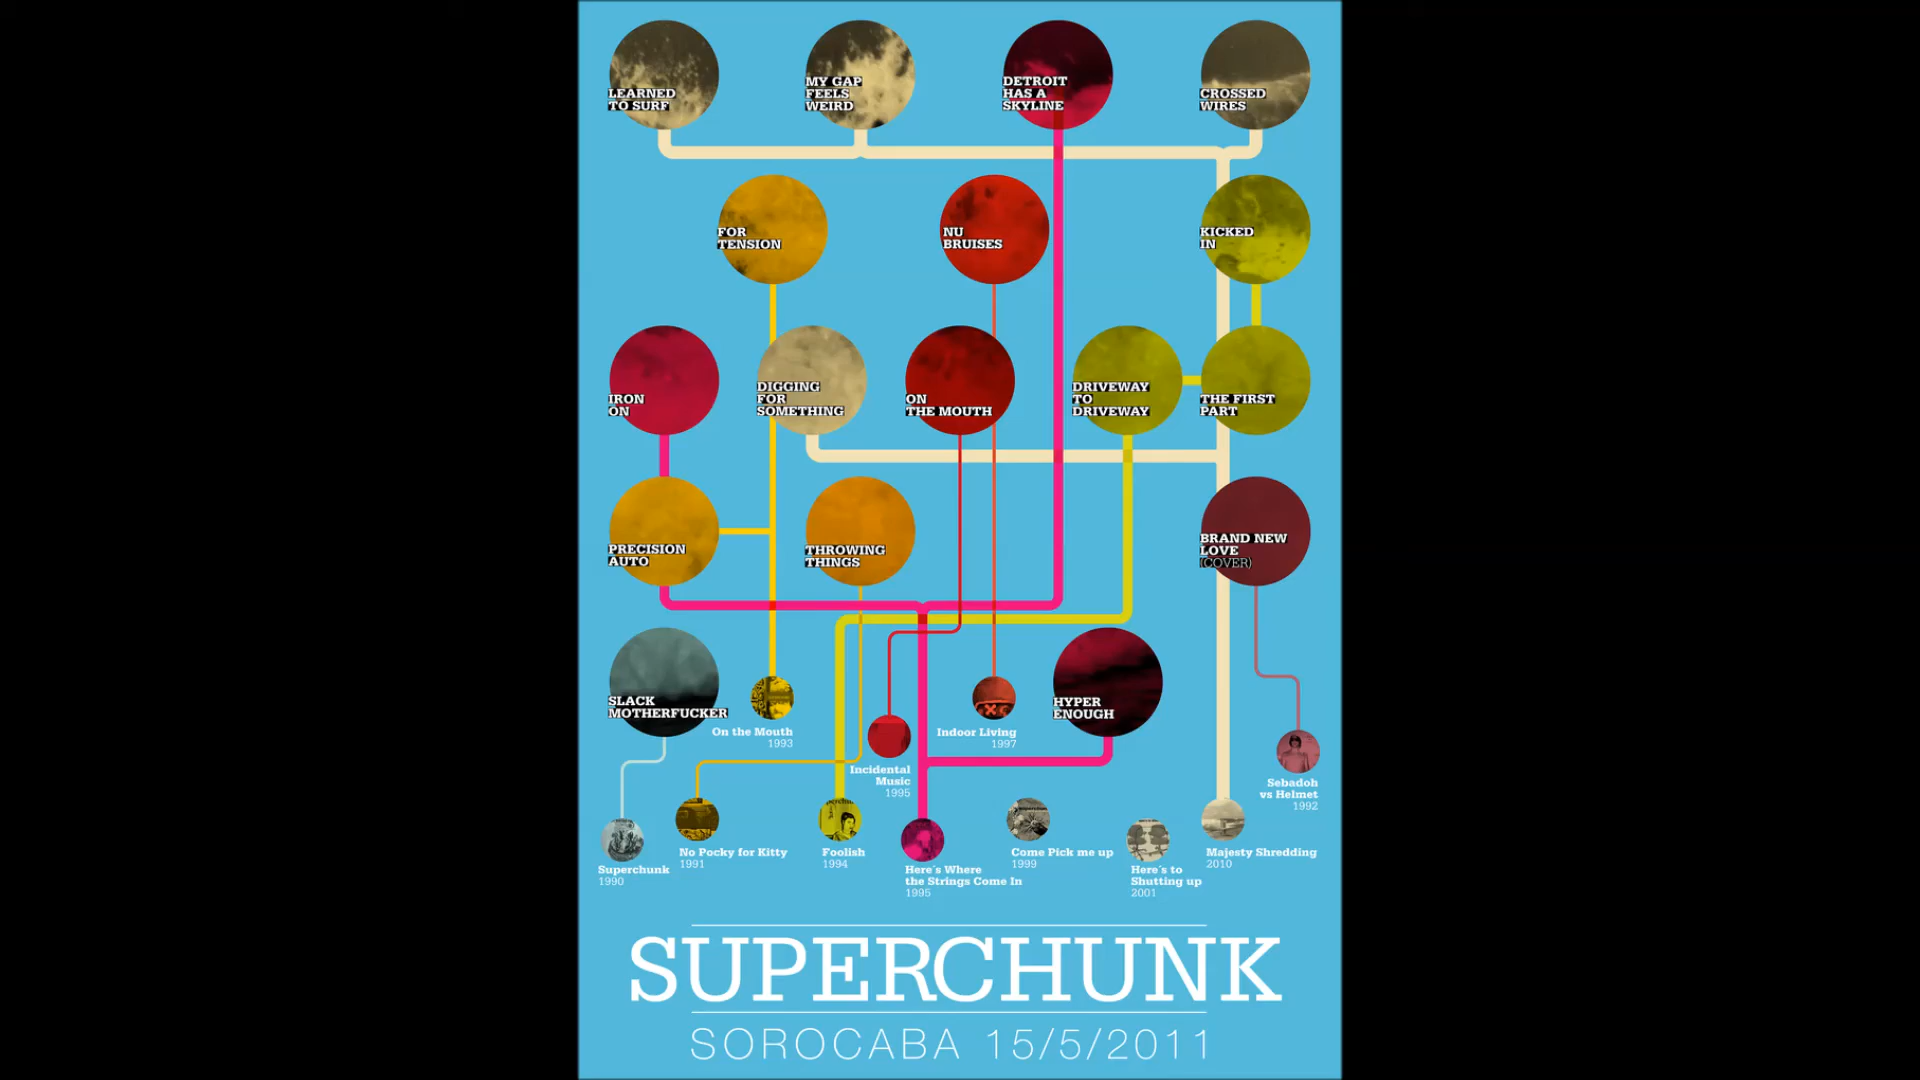 LEARNED
TO SURF
MY GAP
FEELS
WEIRD
DETROIT
HAS A
SKYLINE
CROSSED
WIRES
FOR
TENSION
NU
BRUISES
KICKED
IN
IRON
ON
DIGGING
FOR
SOMETHING
ON
THE MOUTH
DRIVEWAY
TO
DRIVEWAY
THE FIRST
PART
PRECISION
AUTO
THROWING
THINGS
BRAND NEW
LOVE
(COVER)
SLACK
MOTHERFUCKER
On the Mouth
1993
Incidental
Music
1995
Indoor Living
1997
HYPER
ENOUGH
Sebadoh
vs Helmet
1992
Superchunk
1990
No Pocky for Kitty
1991
Foolish
1994
Here's Where
the Strings Come In
1995
Come Pick me up
1999
Here's to
Shutting up
2001
Majesty Shredding
2010
SUPERCHUNK
SOROCABA 15/5/2011